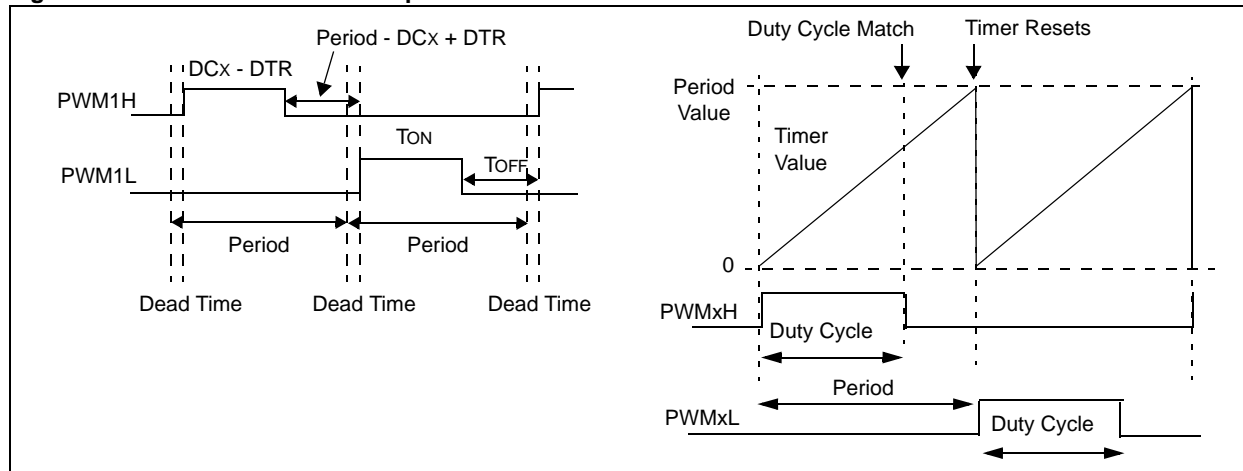 Period - DCX + DTR
DCX - DTR
PWM1H
TON
TOFF
PWM1L
Period
Period
Dead Time
Dead Time
Dead Time
Duty Cycle Match
Timer Resets
Period
Value
Timer
Value
0
PWMxH
Duty Cycle
Period
PWMxL
Duty Cycle